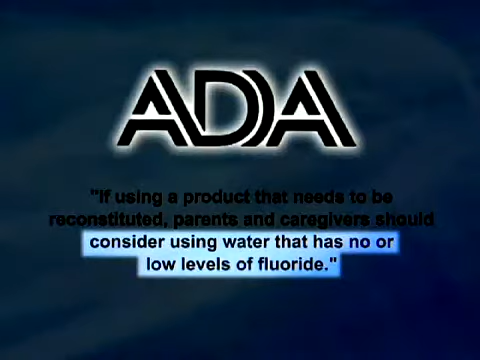 ADA
"If using a product that needs to be
reconstituted, parents and caregivers should
consider using water that has no or
low levels of fluoride."